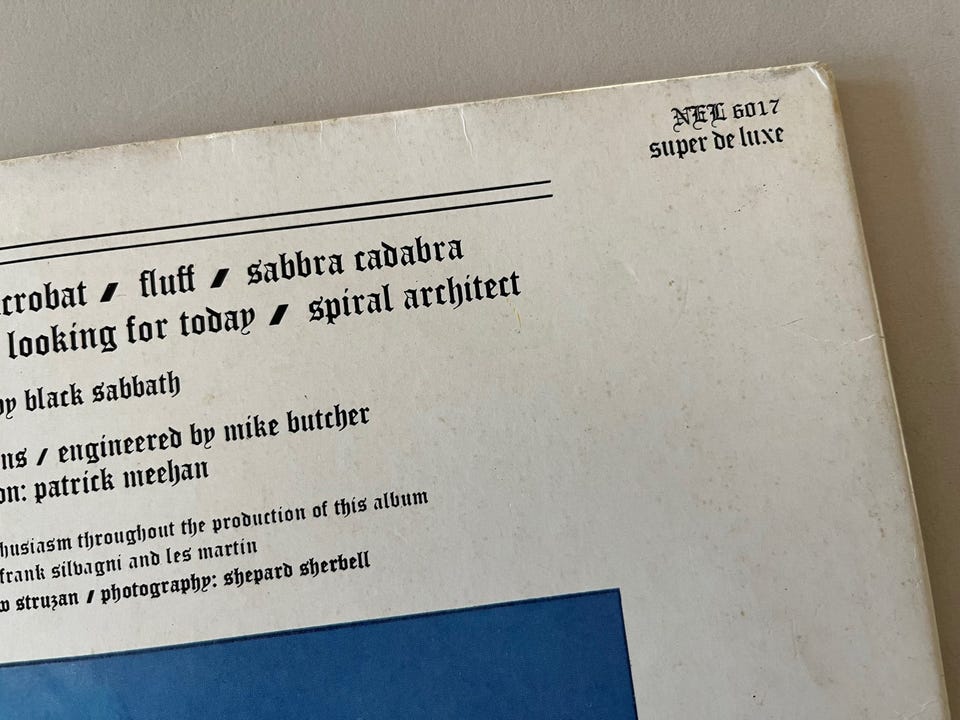 NEL 6017
super de luxe
crobat / fluff / sabbra cadabra
looking for today / spiral architect
by black sabbath
ns / engineered by mike butcher
on: patrick meehan
husiasm throughout the production of this album
frank silvagni and les martin
w struzan / photography: shepard sherbell